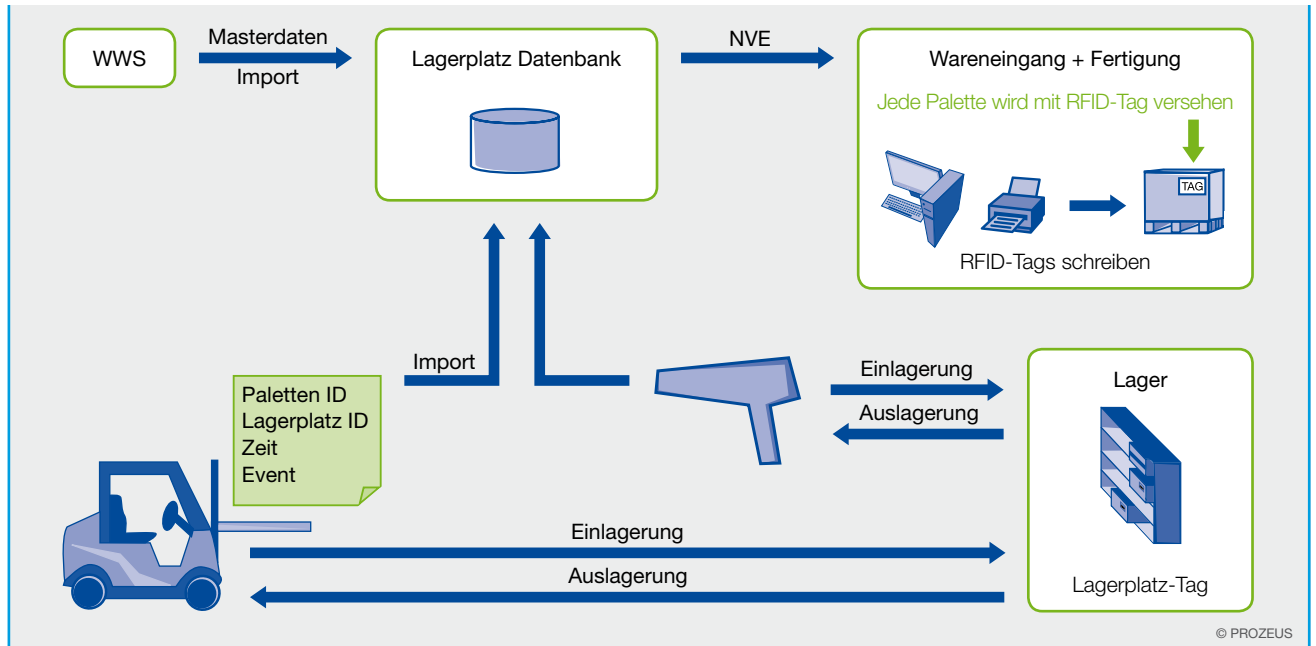 WWS
Masterdaten
Import
Lagerplatz Datenbank
NVE
Wareneingang + Fertigung
Jede Palette wird mit RFID-Tag versehen
TAG
RFID-Tags schreiben
Import
Paletten ID
Lagerplatz ID
Zeit
Event
Einlagerung
Auslagerung
Lager
Lagerplatz-Tag
Einlagerung
Auslagerung
© PROZEUS